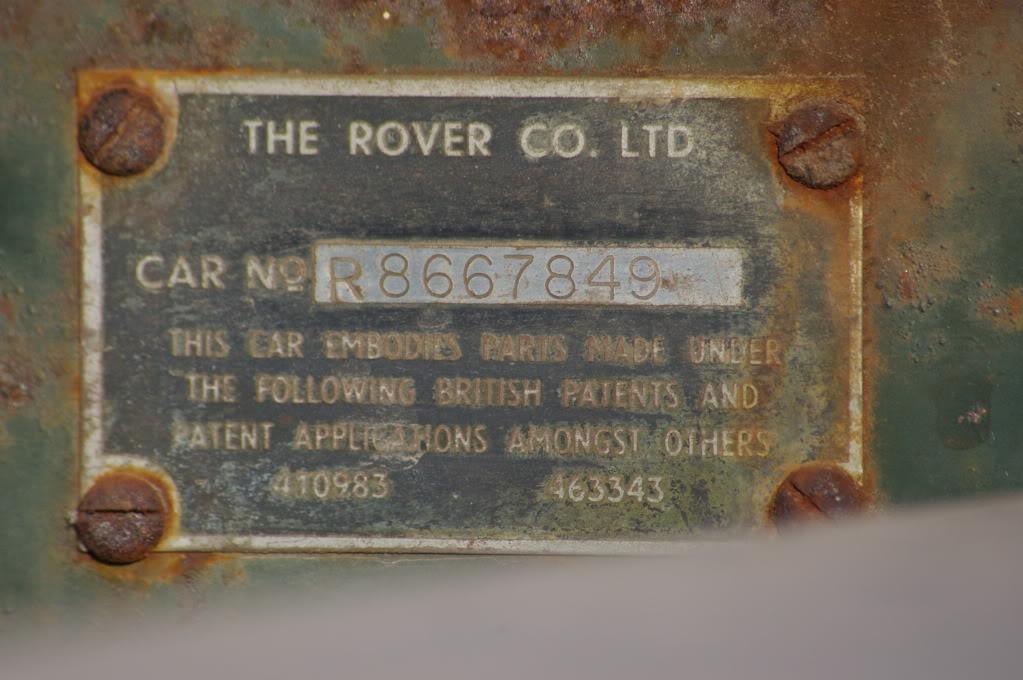 THE ROVER CO. LTD
CAR Nº R8667849
THIS CAR EMBODIES PARTS MADE UNDER
THE FOLLOWING BRITISH PATENTS AND
PATENT APPLICATIONS AMONGST OTHERS
410983 463343